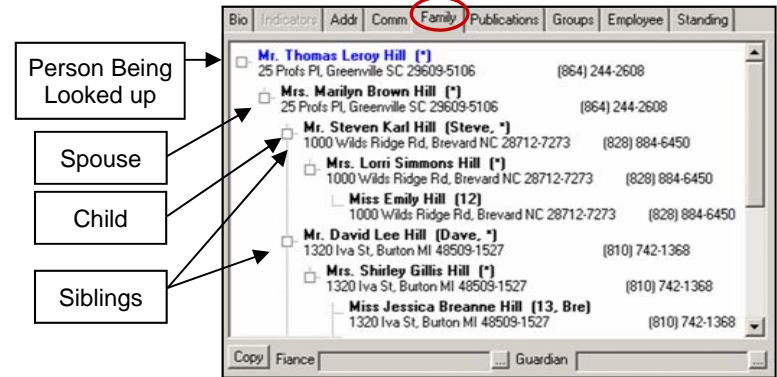 Bio Indicators Addr Comm Family Publications Groups Employee Standing
Person Being
Looked up
Spouse
Child
Siblings
Mr. Thomas Leroy Hill (*)
25 Profs Pl, Greenville SC 29609-5106 (864) 244-2608
Mrs. Marilyn Brown Hill (*)
25 Profs Pl, Greenville SC 29609-5106 (864) 244-2608
Mr. Steven Karl Hill (Steve, *)
1000 Wilds Ridge Rd, Brevard NC 28712-7273 (828) 884-6450
Mrs. Lorri Simmons Hill (*)
1000 Wilds Ridge Rd, Brevard NC 28712-7273 (828) 884-6450
Miss Emily Hill (12)
1000 Wilds Ridge Rd, Brevard NC 28712-7273 (828) 884-6450
Mr. David Lee Hill (Dave, *)
1320 Iva St, Burton MI 48509-1527 (810) 742-1368
Mrs. Shirley Gillis Hill (*)
1320 Iva St, Burton MI 48509-1527 (810) 742-1368
Miss Jessica Breanne Hill (13, Bre)
1320 Iva St, Burton MI 48509-1527 (810) 742-1368
Copy Fiance ... Guardian ...